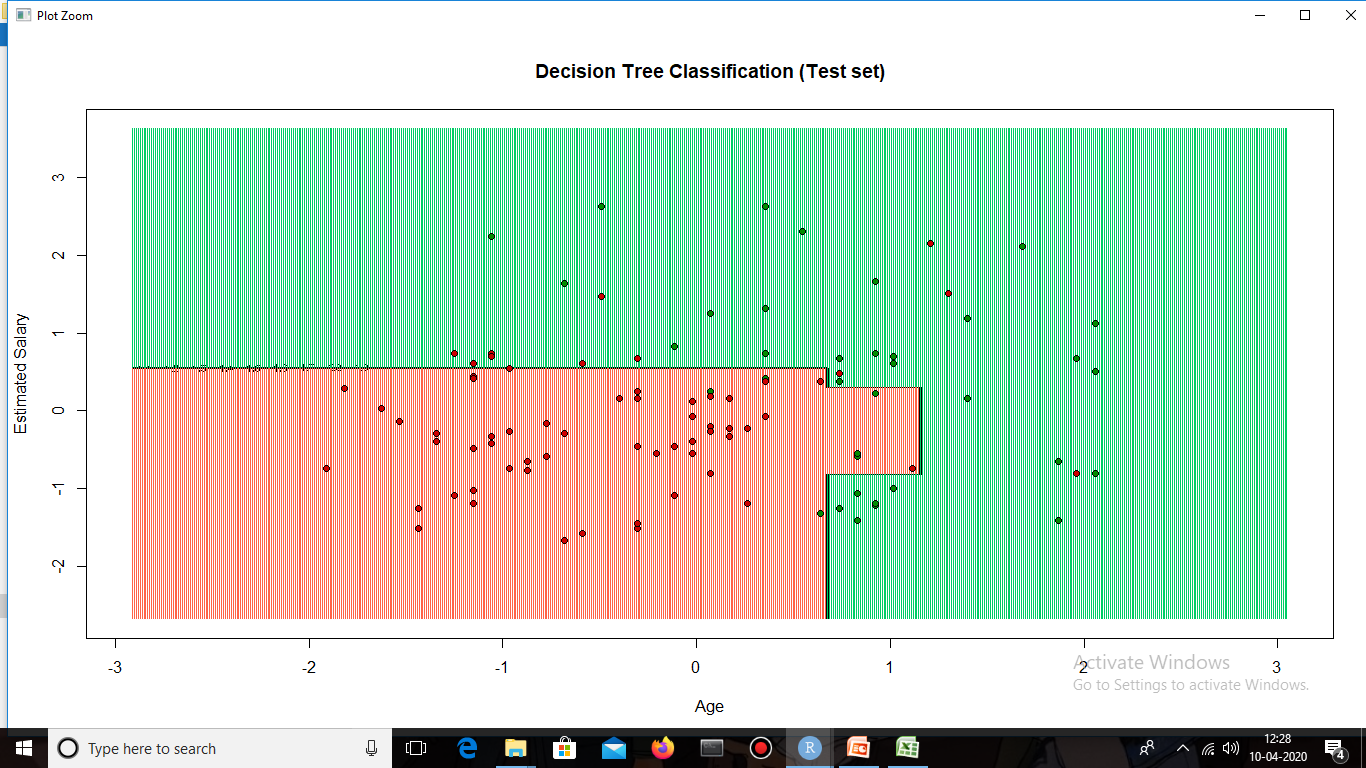 Plot Zoom
Decision Tree Classification (Test set)
3
2
1
0
-1
-2
Estimated Salary
-3 -2 -1 0 1 2 3
Age
Activate Windows
Go to Settings to activate Windows.
Type here to search
12:28
10-04-2020
4